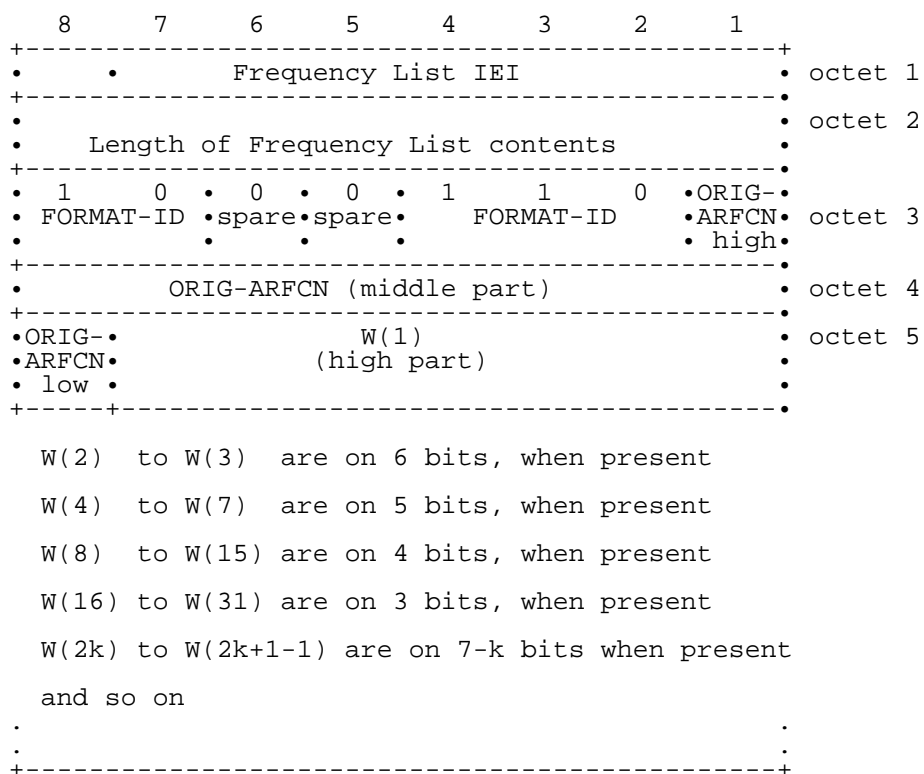 8 7 6 5 4 3 2 1
+-----------------------------------------------+
• • Frequency List IEI • octet 1
+-----------------------------------------------•
• • octet 2
• Length of Frequency List contents •
+-----------------------------------------------•
• 1 0 • 0 • 0 • 1 1 0 •ORIG-•
• FORMAT-ID •spare•spare• FORMAT-ID •ARFCN• octet 3
• • • • • high•
+-----------------------------------------------•
• ORIG-ARFCN (middle part) • octet 4
+-----------------------------------------------•
•ORIG-• W(1) • octet 5
•ARFCN• (high part) •
• low • •
+-----+-----------------------------------------•
W(2) to W(3) are on 6 bits, when present
W(4) to W(7) are on 5 bits, when present
W(8) to W(15) are on 4 bits, when present
W(16) to W(31) are on 3 bits, when present
W(2k) to W(2k+1-1) are on 7-k bits when present
and so on
. .
. .
+-----------------------------------------------+